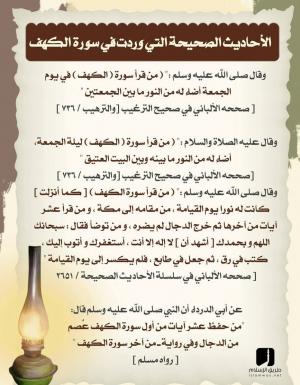 الأحاديث الصحيحة التي وردت في سورة الكهف
وقال صلى الله عليه وسلم : " ( من قرأ سورة ( الكهف ) في يوم
الجمعة أضاء له من النور ما بين الجمعتين "
صححه الألباني في صحيح الترغيب [والترهيب / ٧٣٦ ]
وقال عليه الصلاة والسلام : " ( من قرأ سورة ( الكهف ) ليلة الجمعة،
أضاء له من النور ما بينه وبين البيت العتيق "
صححه الألباني في صحيح الترغيب [والترهيب / ٧٣٦ ]
وقال صلى الله عليه وسلم : " ( من قرأ سورة ( الكهف ) [ كما أنزلت ]
كانت له نورا يوم القيامة ، من مقامه إلى مكة ، و من قرأ عشر
آيات من آخرها ثم خرج الدجال لم يضره ، و من توضأ فقال : سبحانك
اللهم و بحمدك [ أشهد أن ] لا إله إلا أنت ، أستغفرك و أتوب إليك ،
كتب في رق ، ثم جعل في طابع ، فلم يكسر إلى يوم القيامة "
صححه الألباني في سلسلة الأحاديث الصحيحة / ٢٦٥١ ]
عن أبي الدرداء أن النبي صلى الله عليه وسلم قال:
"من حفظ عشر آيات من أول سورة الكهف عصم
من الدجال وفي رواية-من آخر سورة الكهف "
[ رواه مسلم ]
طريق الإسلام
islamway.net